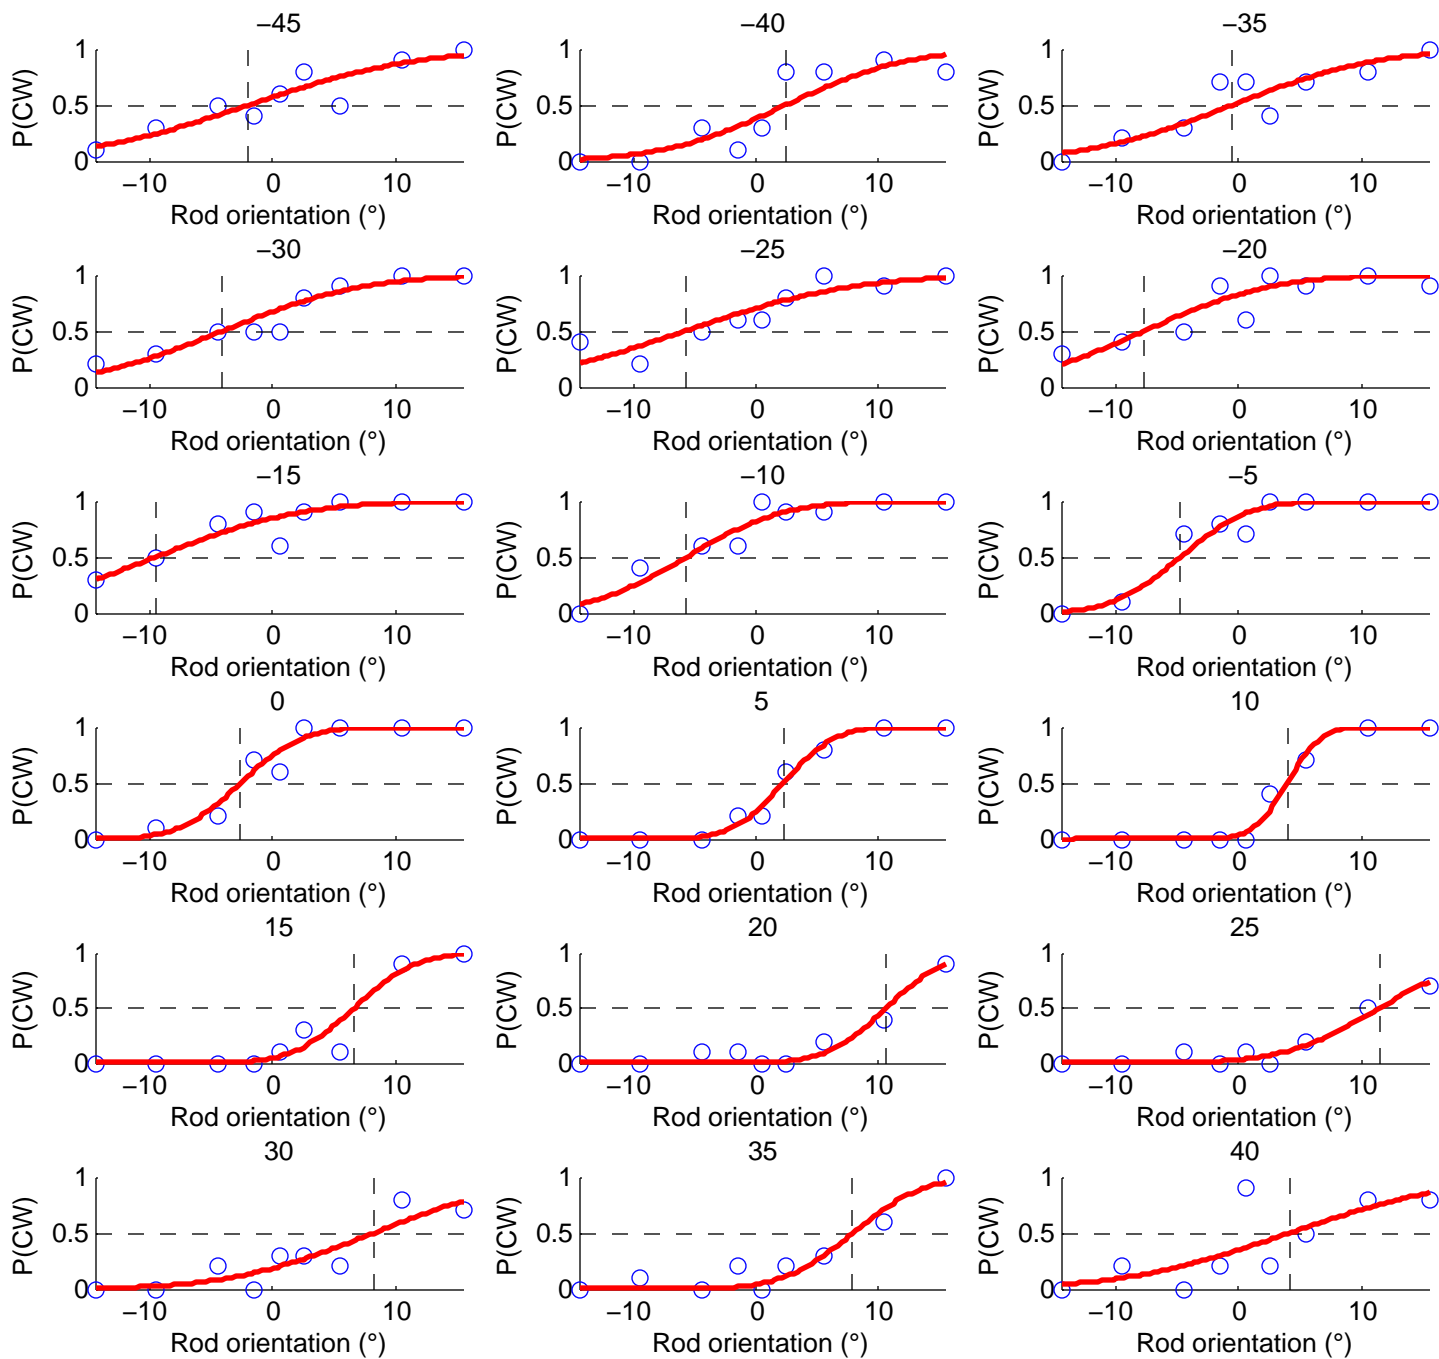 −45 −40 −35
P(CW) 1 0.5 0 P(CW) 1 0.5 0 P(CW) 1 0.5 0
−10 0 10 −10 0 10 −10 0 10
Rod orientation (°) Rod orientation (°) Rod orientation (°)
−30 −25 −20
P(CW) 1 0.5 0 P(CW) 1 0.5 0 P(CW) 1 0.5 0
−10 0 10 −10 0 10 −10 0 10
Rod orientation (°) Rod orientation (°) Rod orientation (°)
−15 −10 −5
P(CW) 1 0.5 0 P(CW) 1 0.5 0 P(CW) 1 0.5 0
−10 0 10 −10 0 10 −10 0 10
Rod orientation (°) Rod orientation (°) Rod orientation (°)
0 5 10
P(CW) 1 0.5 0 P(CW) 1 0.5 0 P(CW) 1 0.5 0
−10 0 10 −10 0 10 −10 0 10
Rod orientation (°) Rod orientation (°) Rod orientation (°)
15 20 25
P(CW) 1 0.5 0 P(CW) 1 0.5 0 P(CW) 1 0.5 0
−10 0 10 −10 0 10 −10 0 10
Rod orientation (°) Rod orientation (°) Rod orientation (°)
30 35 40
P(CW) 1 0.5 0 P(CW) 1 0.5 0 P(CW) 1 0.5 0
−10 0 10 −10 0 10 −10 0 10
Rod orientation (°) Rod orientation (°) Rod orientation (°)